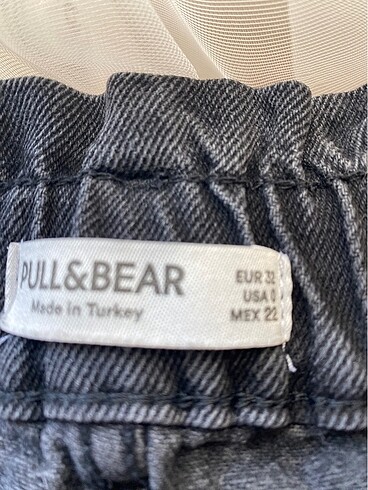 PULL&BEAR
Made in Turkey
EUR 32
USA 0
MEX 22